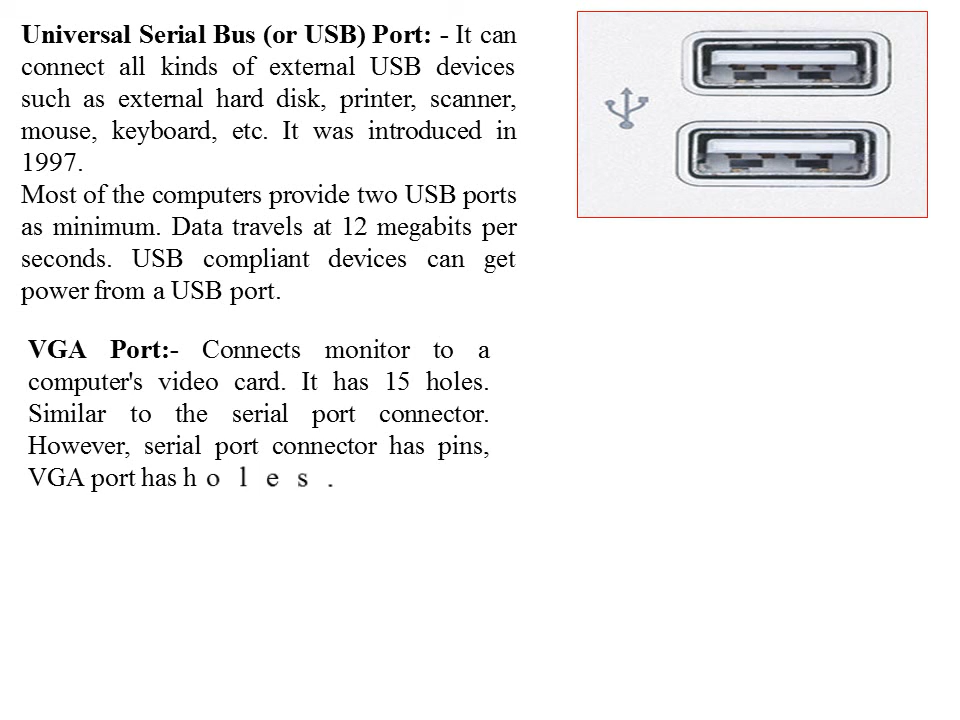 Universal Serial Bus (or USB) Port: - It can
connect all kinds of external USB devices
such as external hard disk, printer, scanner,
mouse, keyboard, etc. It was introduced in
1997.
Most of the computers provide two USB ports
as minimum. Data travels at 12 megabits per
seconds. USB compliant devices can get
power from a USB port.
VGA Port:- Connects monitor to a
computer's video card. It has 15 holes.
Similar to the serial port connector.
However, serial port connector has pins,
VGA port has h o l e s .